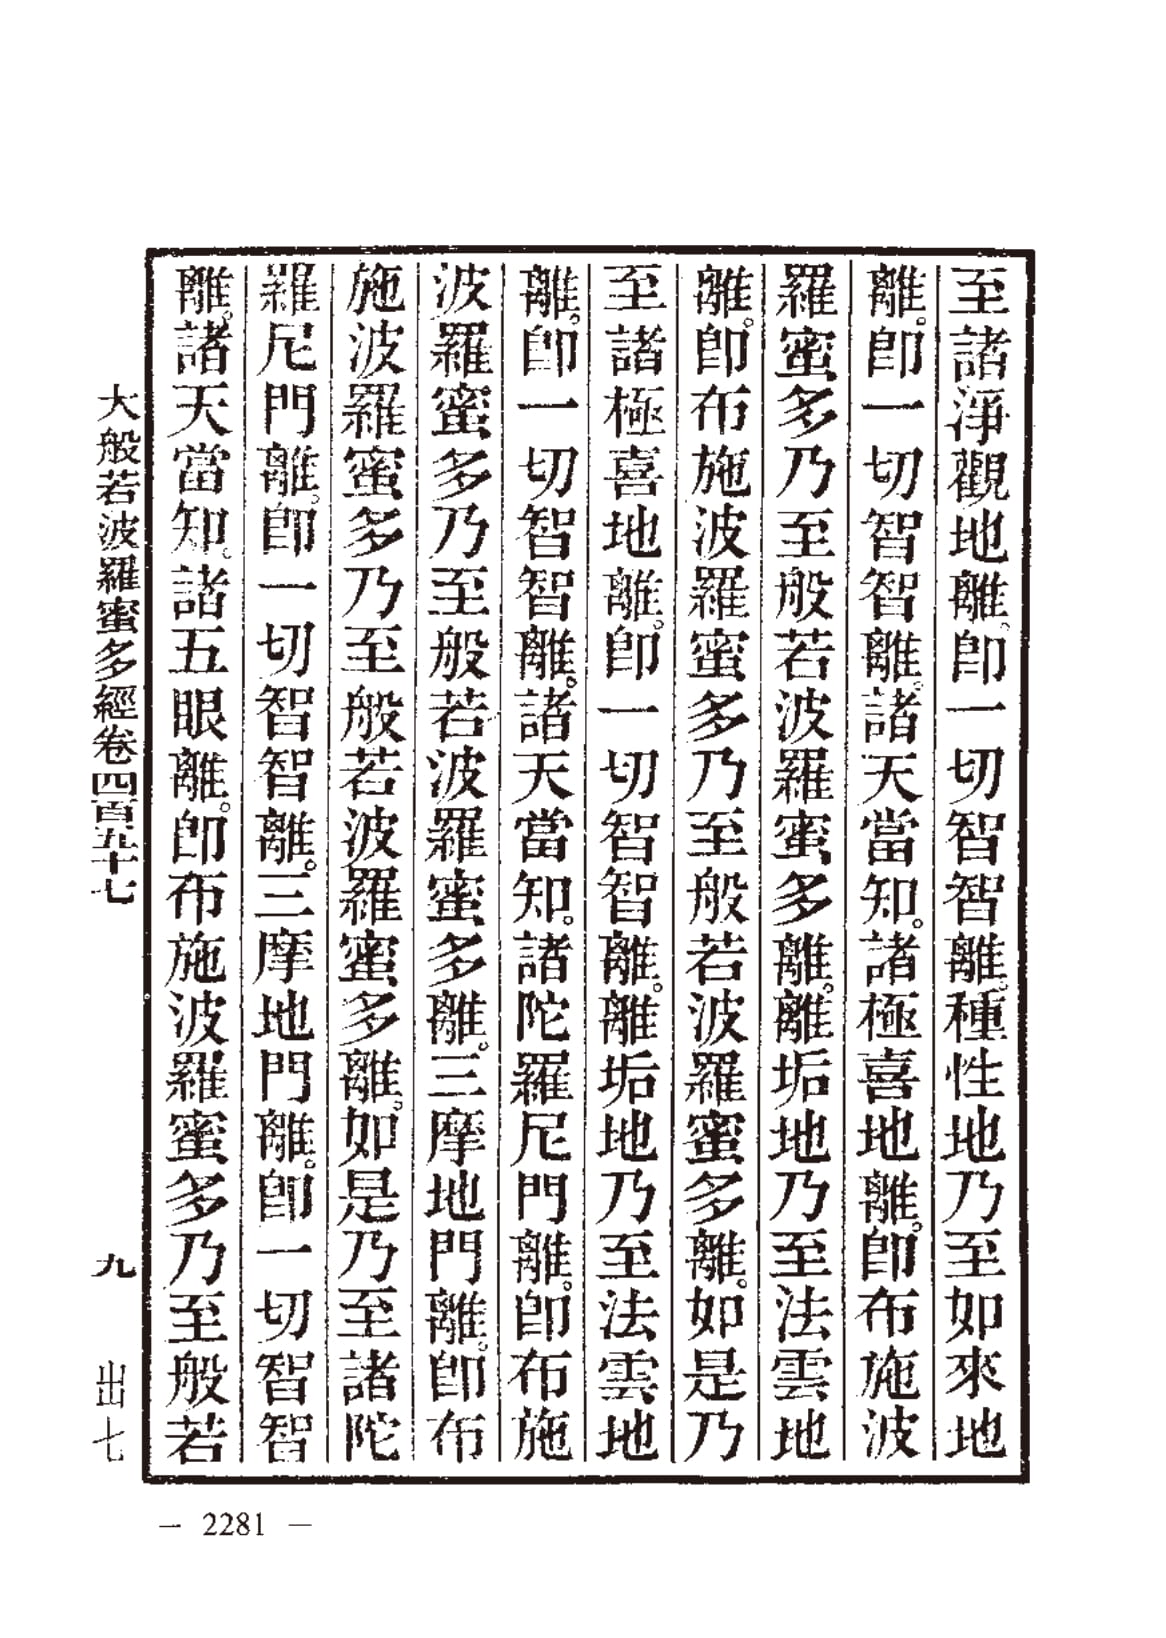 至諸淨觀地離。卽一切智智離。種性地乃至如來地
離。卽一切智智離。諸天當知。諸極喜地離。卽布施波
羅蜜多乃至般若波羅蜜多離。離垢地乃至法雲地
離。卽布施波羅蜜多乃至般若波羅蜜多離。如是乃
至諸極喜地離。卽一切智智離。離垢地乃至法雲地
離。卽一切智智離。諸天當知。諸陀羅尼門離。卽布施
波羅蜜多乃至般若波羅蜜多離。三摩地門離。卽布
施波羅蜜多乃至般若波羅蜜多離。如是乃至諸陀
羅尼門離。卽一切智智離。三摩地門離。卽一切智智
離。諸天當知。諸五眼離。卽布施波羅蜜多乃至般若
大般若波羅蜜多經卷四百五十七 九 出七
— 2281 —